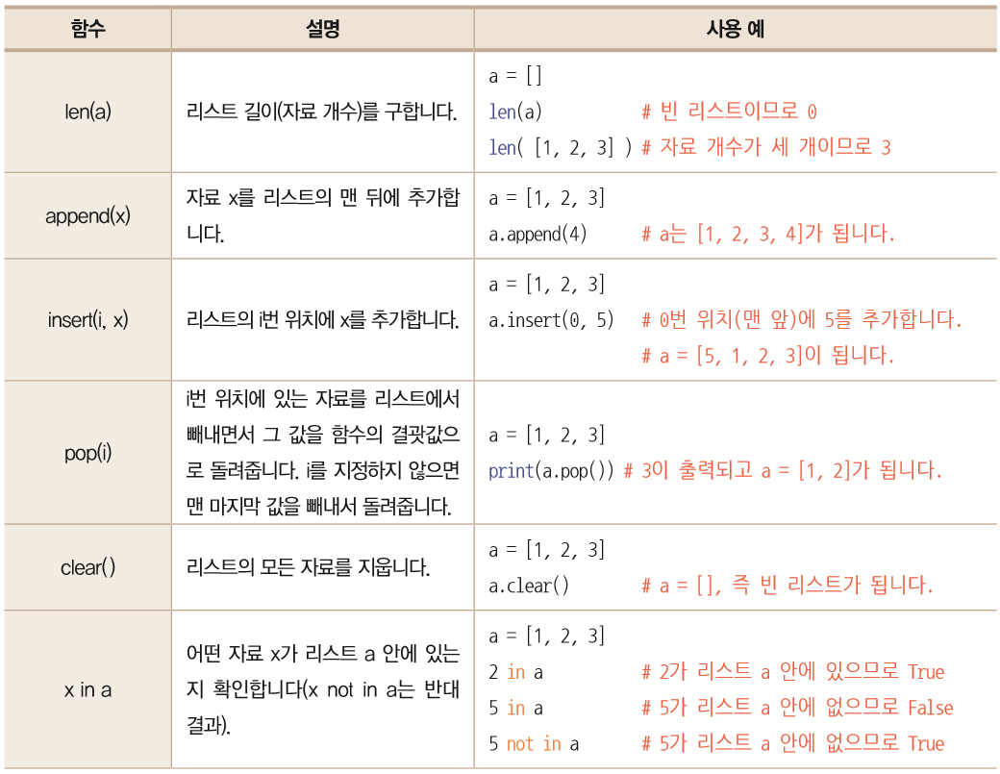 함수 설명 사용 예
len(a)
리스트 길이(자료 개수)를 구합니다.
a = []
len(a) # 빈 리스트이므로 0
len( [1, 2, 3] ) # 자료 개수가 세 개이므로 3
append(x)
자료 x를 리스트의 맨 뒤에 추가합
니다.
a = [1, 2, 3]
a.append(4) # a는 [1, 2, 3, 4]가 됩니다.
insert(i, x)
리스트의 i번 위치에 x를 추가합니다.
a = [1, 2, 3]
a.insert(0, 5) # 0번 위치(맨 앞)에 5를 추가합니다.
# a = [5, 1, 2, 3]이 됩니다.
pop(i)
i번 위치에 있는 자료를 리스트에서
빼내면서 그 값을 함수의 결괏값으
로 돌려줍니다. i를 지정하지 않으면
맨 마지막 값을 빼내서 돌려줍니다.
a = [1, 2, 3]
print(a.pop()) # 3이 출력되고 a = [1, 2]가 됩니다.
clear()
리스트의 모든 자료를 지웁니다.
a = [1, 2, 3]
a.clear() # a = [], 즉 빈 리스트가 됩니다.
x in a
어떤 자료 x가 리스트 a 안에 있는
지 확인합니다(x not in a는 반대
결과).
a = [1, 2, 3]
2 in a # 2가 리스트 a 안에 있으므로 True
5 in a # 5가 리스트 a 안에 없으므로 False
5 not in a # 5가 리스트 a 안에 없으므로 True